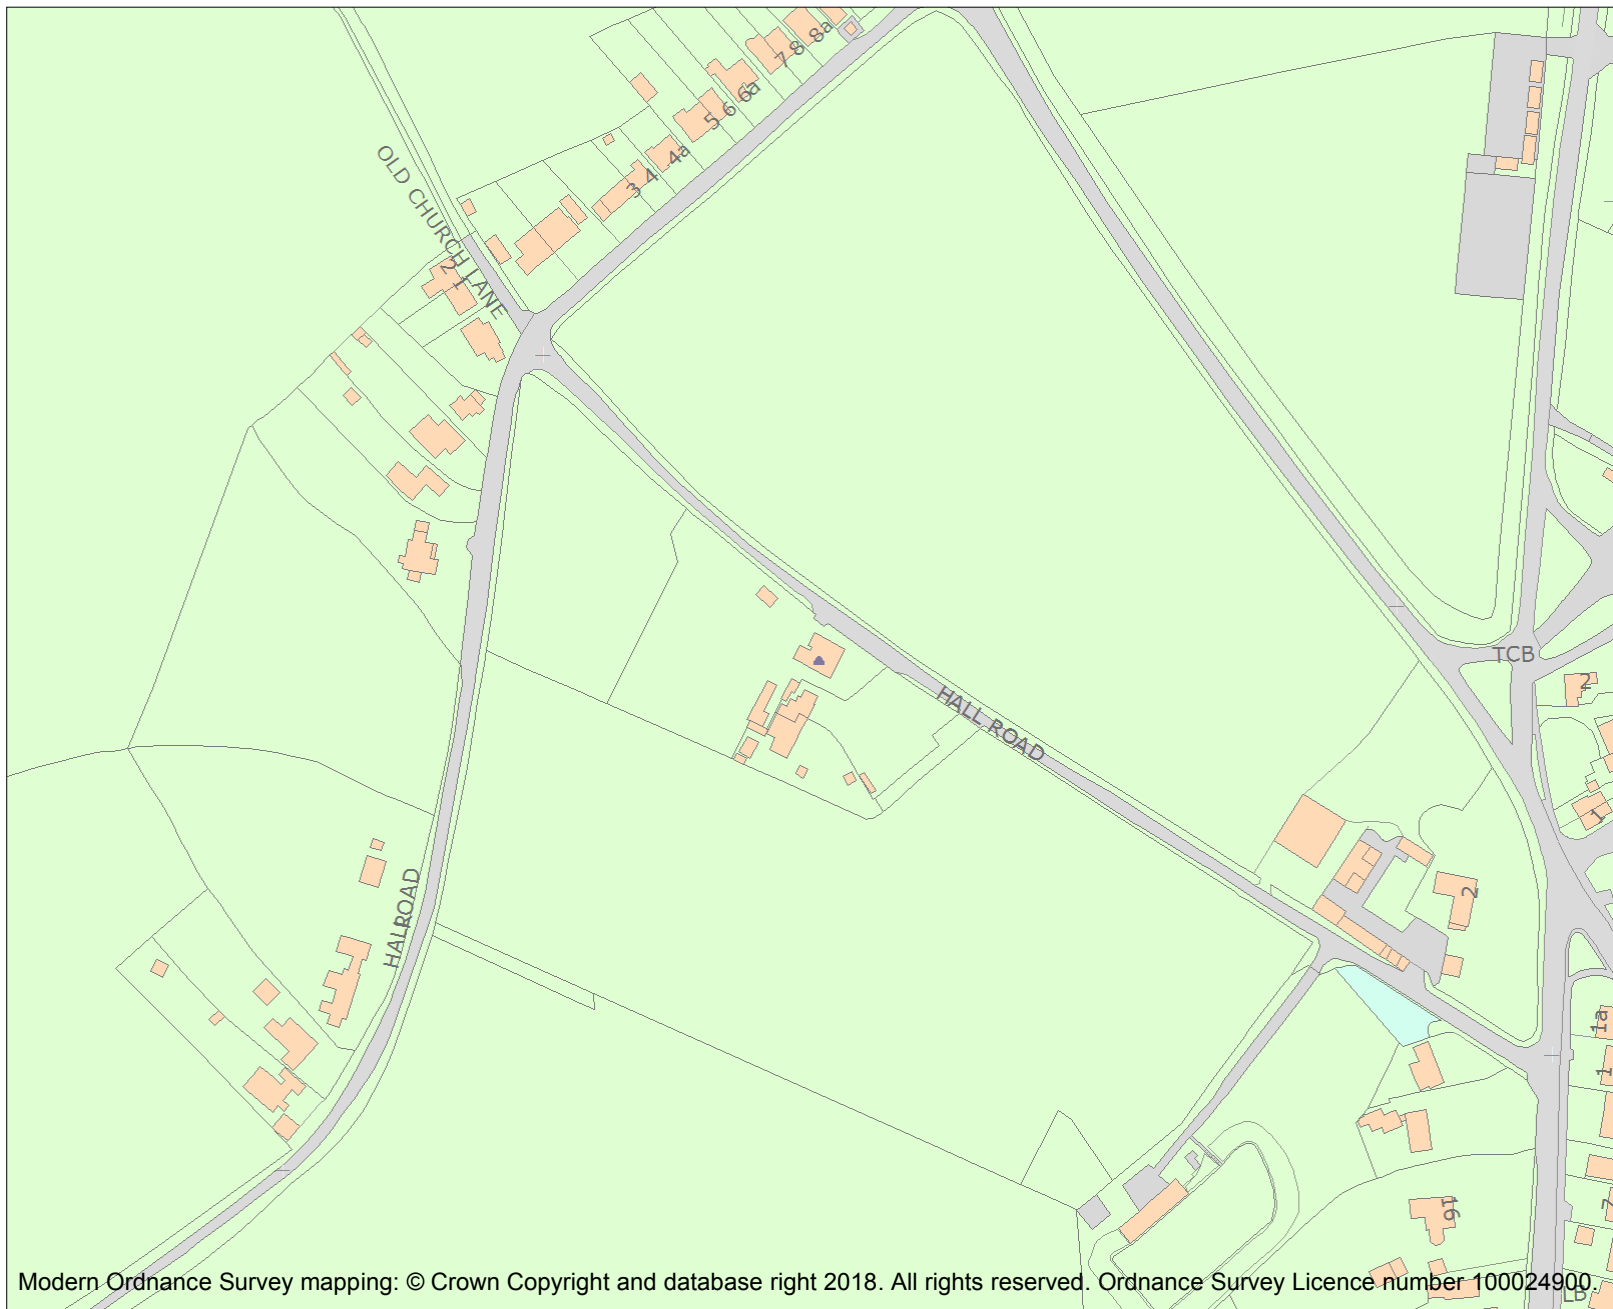 8a
8
7
6a
6
5
4a
4
3
OLD CHURCH LANE
2
1
TCB
2
HALL ROAD
1
2
HALROAD
1a
1
16
7
LB
Modern Ordnance Survey mapping: © Crown Copyright and database right 2018. All rights reserved. Ordnance Survey Licence number 100024900.